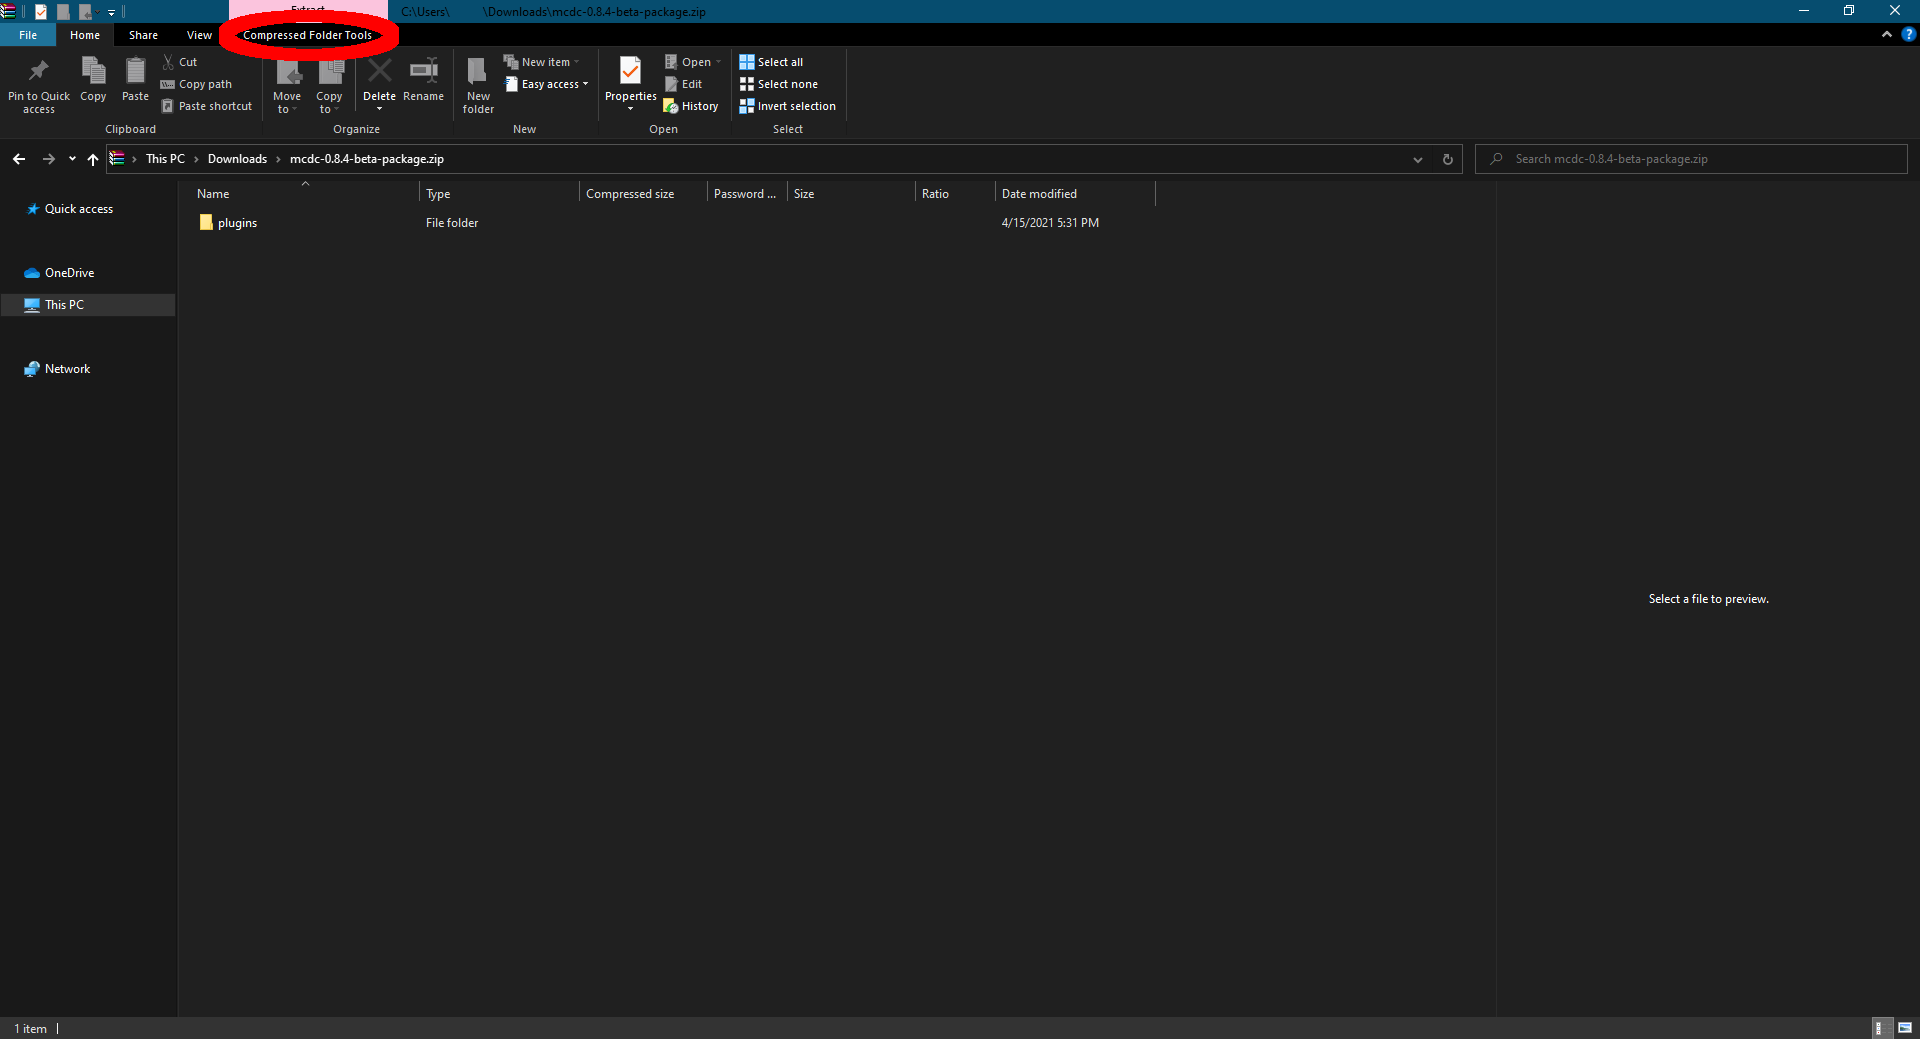 Extract
C:\Users\ \Downloads\mcdc-0.8.4-beta-package.zip
File Home Share View Compressed Folder Tools
Pin to Quick access
Copy
Paste
Cut
Copy path
Paste shortcut
Clipboard
Move to
Copy to
Delete
Rename
Organize
New folder
New item
Easy access
New
Properties
Open
Edit
History
Open
Select all
Select none
Invert selection
Select
This PC › Downloads › mcdc-0.8.4-beta-package.zip
Search mcdc-0.8.4-beta-package.zip
Quick access
OneDrive
This PC
Network
Name Type Compressed size Password ... Size Ratio Date modified
plugins File folder 4/15/2021 5:31 PM
Select a file to preview.
1 item